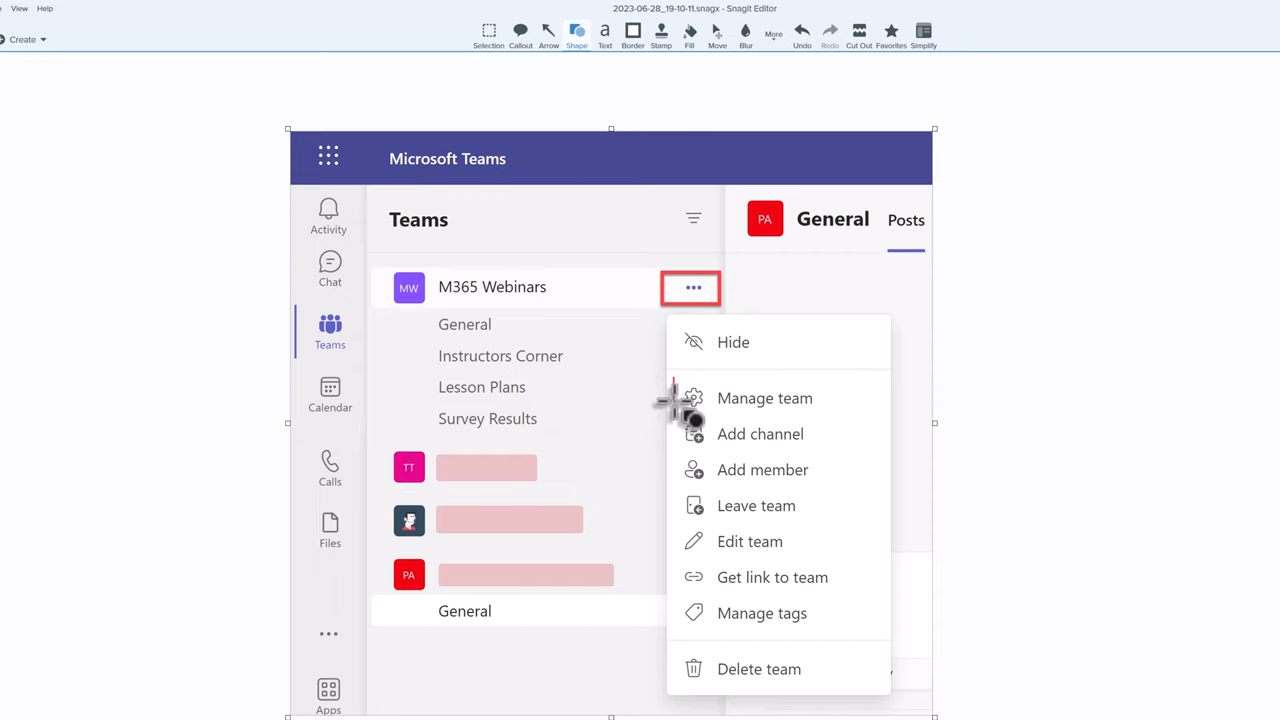 View Help
2023-06-28_19-10-11.snagx - Snagit Editor
Create
Selection Callout Arrow Shape Text Border Stamp Fill Move Blur More Undo Redo Cut Out Favorites Simplify
Microsoft Teams
Activity
Chat
Teams
Calendar
Calls
Files
Apps
Teams
MW M365 Webinars
General
Instructors Corner
Lesson Plans
Survey Results
TT
PA
General
PA General Posts
Hide
Manage team
Add channel
Add member
Leave team
Edit team
Get link to team
Manage tags
Delete team